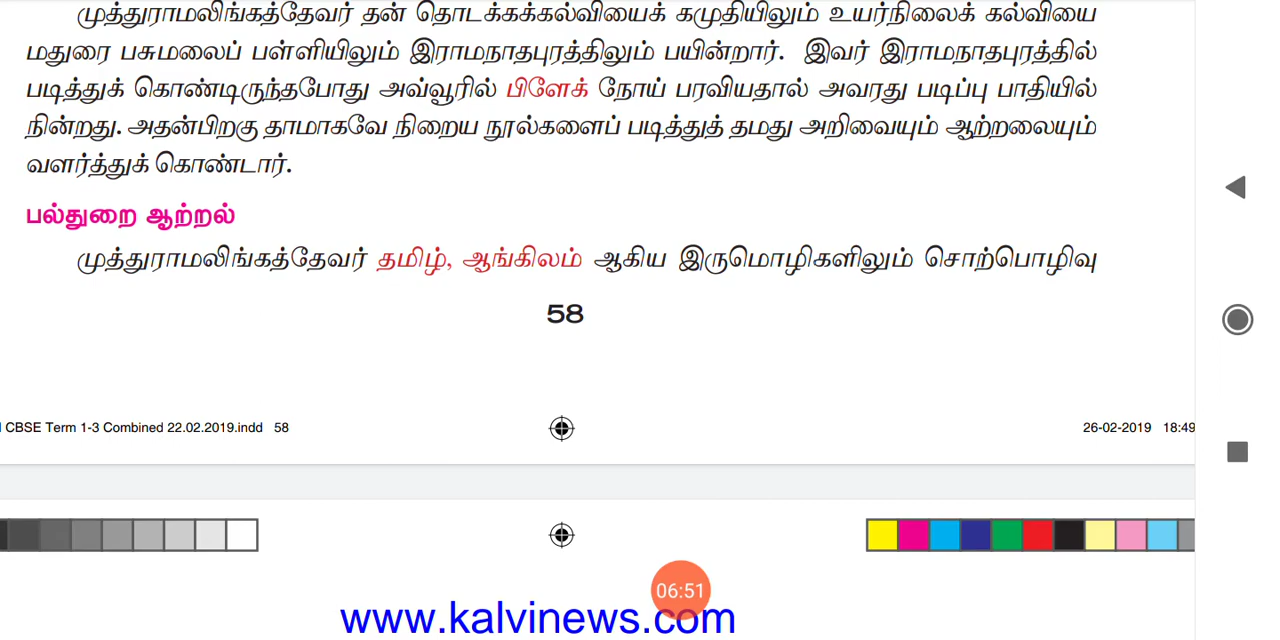 முத்துராமலிங்கத்தேவர் தன் தொடக்கக்கல்வியைக் கமுதியிலும் உயர்நிலைக் கல்வியை
மதுரை பசுமலைப் பள்ளியிலும் இராமநாதபுரத்திலும் பயின்றார். இவர் இராமநாதபுரத்தில்
படித்துக் கொண்டிருந்தபோது அவ்வூரில் பிளேக் நோய் பரவியதால் அவரது படிப்பு பாதியில்
நின்றது. அதன்பிறகு தாமாகவே நிறைய நூல்களைப் படித்துத் தமது அறிவையும் ஆற்றலையும்
வளர்த்துக் கொண்டார்.
பல்துறை ஆற்றல்
முத்துராமலிங்கத்தேவர் தமிழ், ஆங்கிலம் ஆகிய இருமொழிகளிலும் சொற்பொழிவு
58
CBSE Term 1-3 Combined 22.02.2019.indd 58
26-02-2019 18:49
06:51
www.kalvinews.com